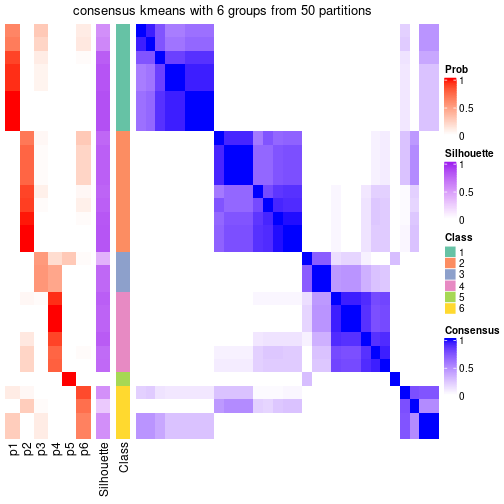 consensus kmeans with 6 groups from 50 partitions
Prob
1
0.5
0
Silhouette
1
0.5
0
Class
1
2
3
4
5
6
Consensus
1
0.5
0
p1
p2
p3
p4
p5
p6
Silhouette
Class